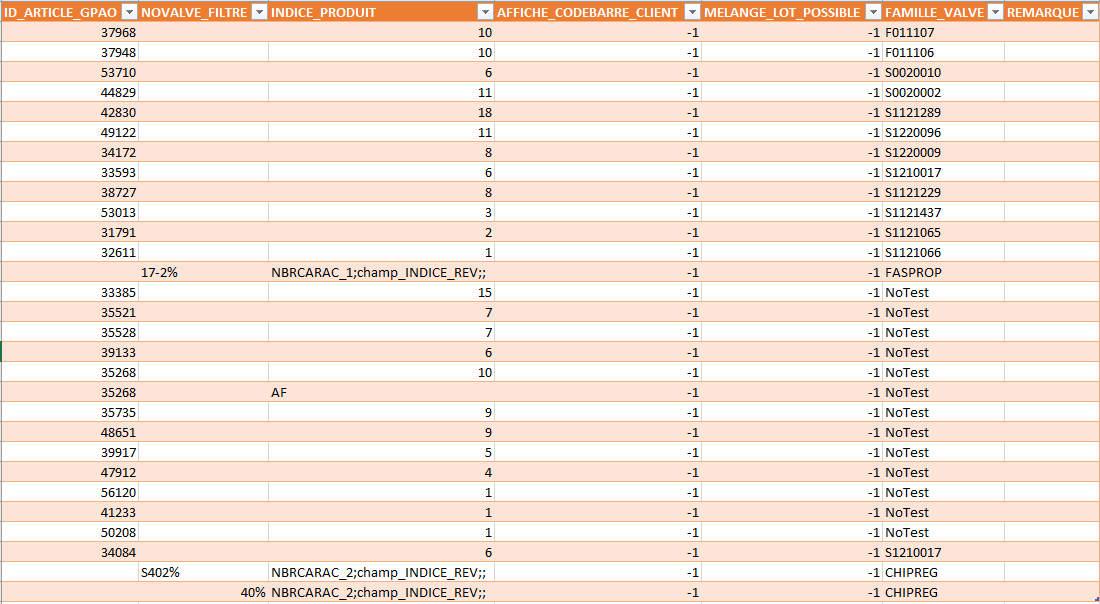 ID_ARTICLE_GPAO NOVALVE_FILTRE INDICE_PRODUIT AFFICHE_CODEBARRE_CLIENT MELANGE_LOT_POSSIBLE FAMILLE_VALVE REMARQUE
37968 10 -1 -1 F011107
37948 10 -1 -1 F011106
53710 6 -1 -1 S0020010
44829 11 -1 -1 S0020002
42830 18 -1 -1 S1121289
49122 11 -1 -1 S1220096
34172 8 -1 -1 S1220009
33593 6 -1 -1 S1210017
38727 8 -1 -1 S1121229
53013 3 -1 -1 S1121437
31791 2 -1 -1 S1121065
32611 1 -1 -1 S1121066
17-2% NBRCARAC_1;champ_INDICE_REV;; -1 -1 FASPROP
33385 15 -1 -1 NoTest
35521 7 -1 -1 NoTest
35528 7 -1 -1 NoTest
39133 6 -1 -1 NoTest
35268 10 -1 -1 NoTest
35268 AF -1 -1 NoTest
35735 9 -1 -1 NoTest
48651 9 -1 -1 NoTest
39917 5 -1 -1 NoTest
47912 4 -1 -1 NoTest
56120 1 -1 -1 NoTest
41233 1 -1 -1 NoTest
50208 1 -1 -1 NoTest
34084 6 -1 -1 S1210017
S402% NBRCARAC_2;champ_INDICE_REV;; -1 -1 CHIPREG
40% NBRCARAC_2;champ_INDICE_REV;; -1 -1 CHIPREG